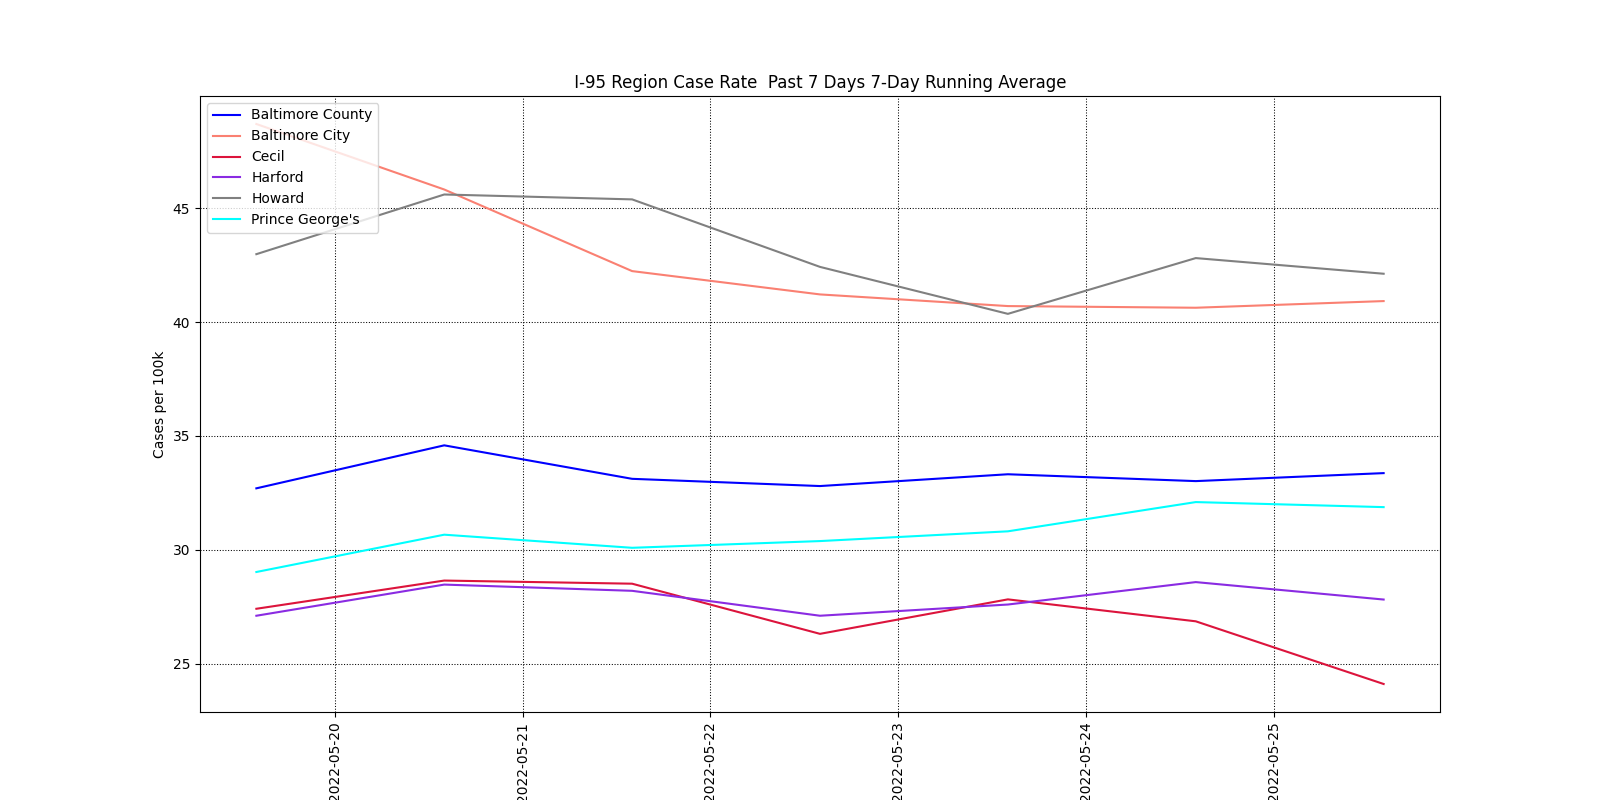 I-95 Region Case Rate  Past 7 Days 7-Day Running Average
Baltimore County
Baltimore City
Cecil
Harford
Howard
Prince George's
Cases per 100k
45
40
35
30
25
2022-05-20
2022-05-21
2022-05-22
2022-05-23
2022-05-24
2022-05-25